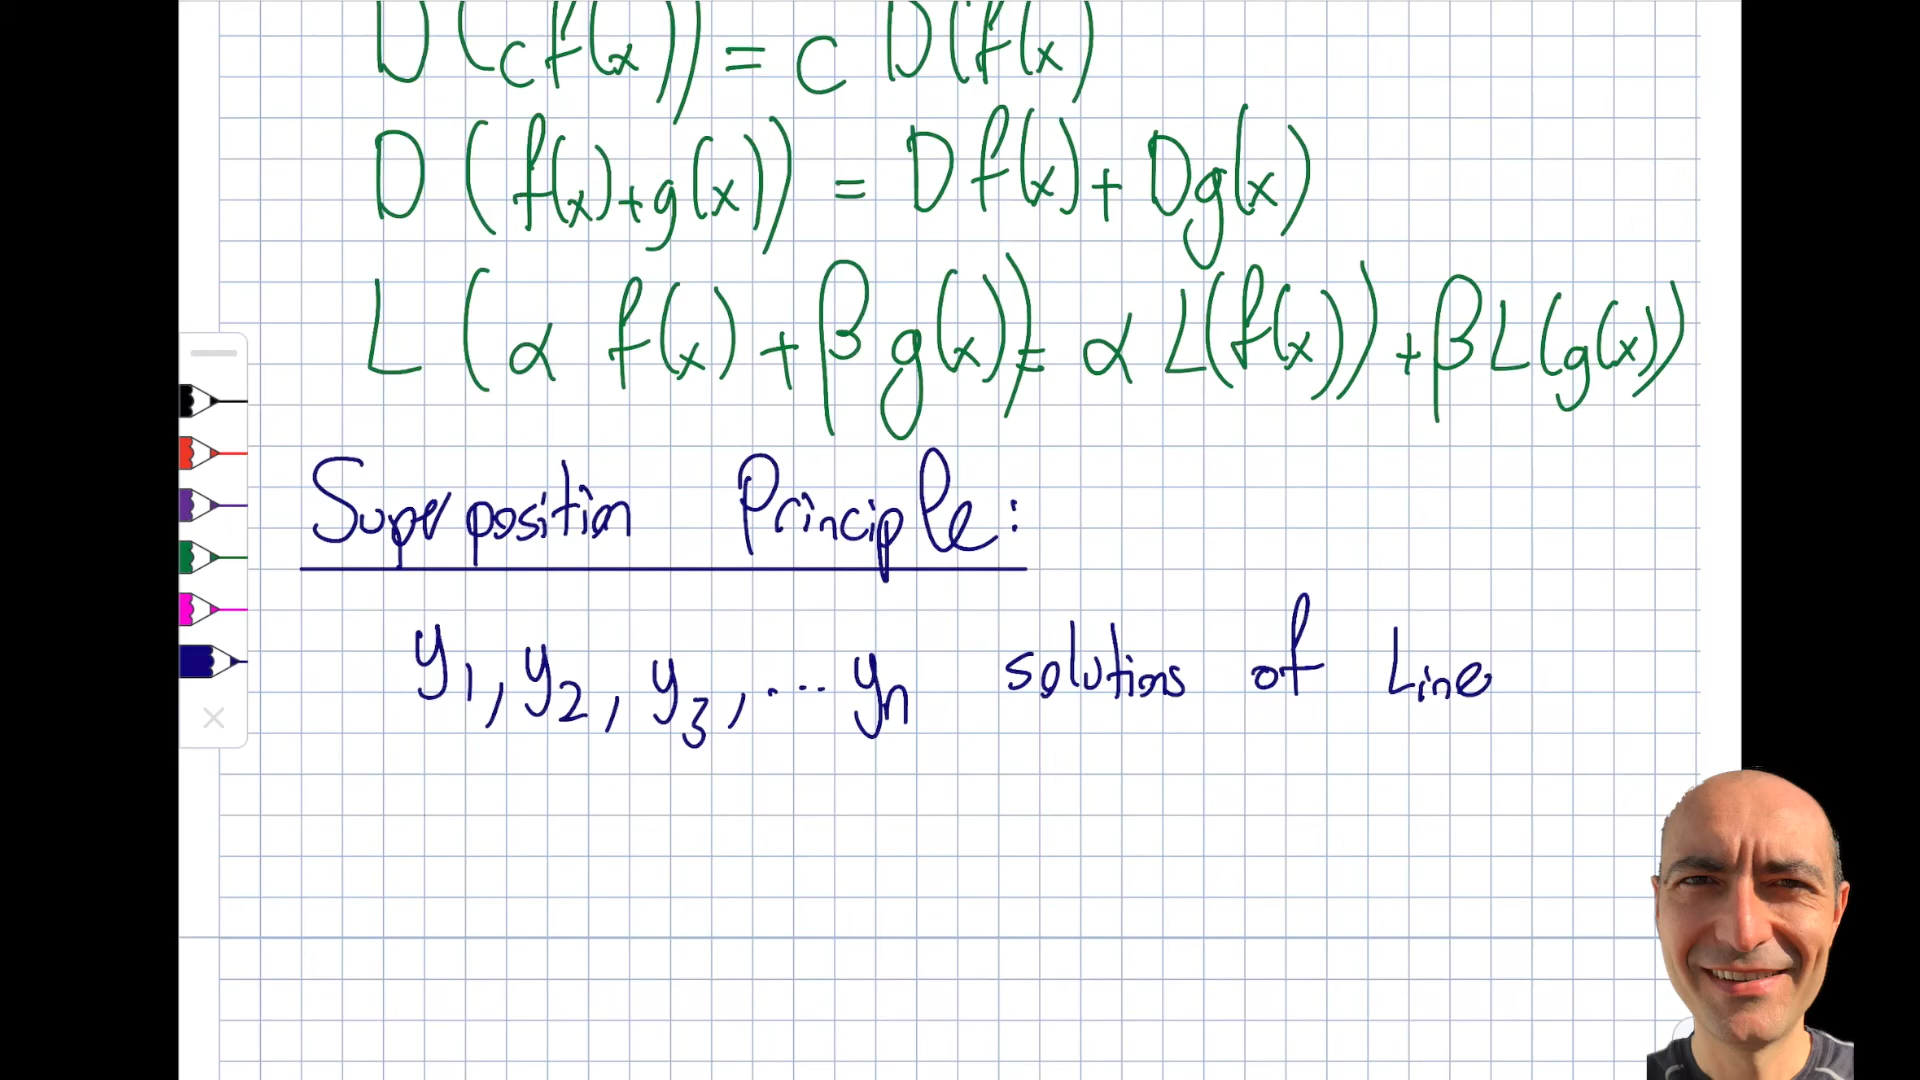 D(cf(x)) = c D(f(x)
D (f(x)+g(x)) = Df(x)+Dg(x)
L (α f(x) + β g(x)) = α L(f(x)) + β L(g(x))
Superposition Principle:
y₁, y₂, y₃, ... yₙ solutions of Line